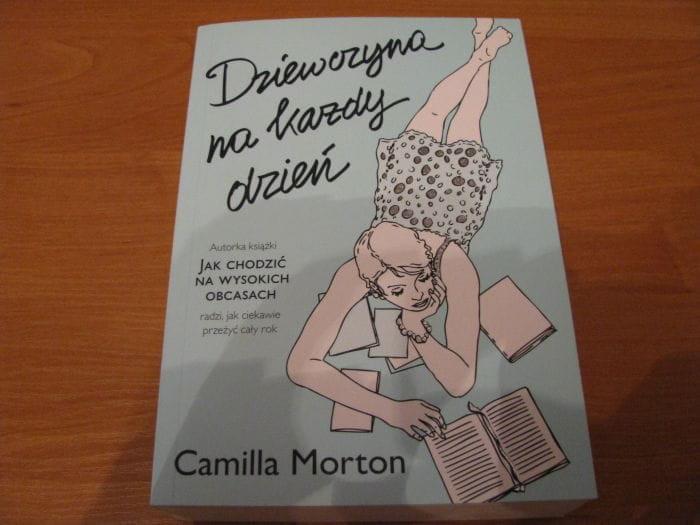 Dziewczyna
na każdy
dzień
Autorka książki
JAK CHODZIĆ
NA WYSOKICH
OBCASACH
radzi, jak ciekawie
przeżyć cały rok
Camilla Morton